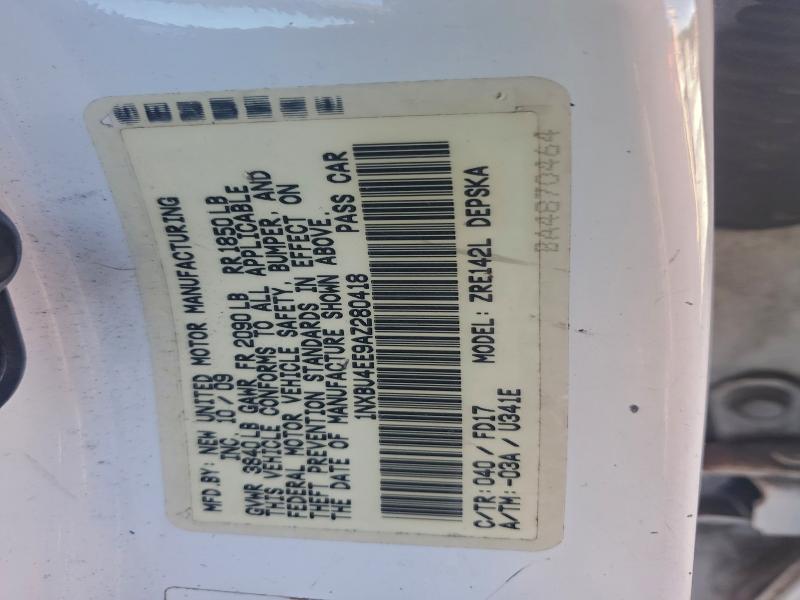 MFD.BY: NEW UNITED MOTOR MANUFACTURING
INC. 10/09
GVWR 3840LB GAWR FR 2090LB RR1850LB
THIS VEHICLE CONFORMS TO ALL APPLICABLE
FEDERAL MOTOR VEHICLE SAFETY, BUMPER, AND
THEFT PREVENTION STANDARDS IN EFFECT ON
THE DATE OF MANUFACTURE SHOWN ABOVE.
1NXBU4EE9AZ280418 PASS CAR
C/TR: 040/FD17 MODEL: ZRE142L DEPSKA
A/TM: -03A/U341E
BA4870464